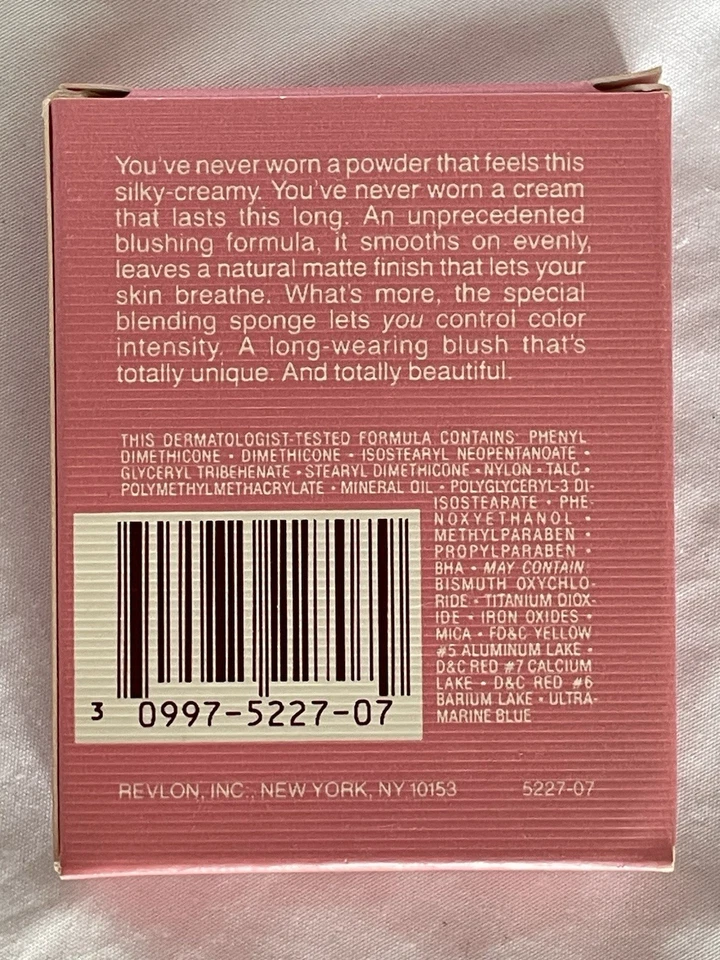 You've never worn a powder that feels this
silky-creamy. You've never worn a cream
that lasts this long. An unprecedented
blushing formula, it smooths on evenly,
leaves a natural matte finish that lets your
skin breathe. What's more, the special
blending sponge lets you control color
intensity. A long-wearing blush that's
totally unique. And totally beautiful.
THIS DERMATOLOGIST-TESTED FORMULA CONTAINS: PHENYL
DIMETHICONE • DIMETHICONE • ISOSTEARYL NEOPENTANOATE •
GLYCERYL TRIBEHENATE • STEARYL DIMETHICONE • NYLON • TALC •
POLYMETHYLMETHACRYLATE • MINERAL OIL • POLYGLYCERYL-3 DI-
ISOSTEARATE • PHE-
NOXYETHANOL •
METHYLPARABEN •
PROPYLPARABEN •
BHA • MAY CONTAIN:
BISMUTH OXYCHLO-
RIDE • TITANIUM DIOX-
IDE • IRON OXIDES •
MICA • FD&C YELLOW
#5 ALUMINUM LAKE •
D&C RED #7 CALCIUM
LAKE • D&C RED #6
BARIUM LAKE • ULTRA-
MARINE BLUE
3 0997-5227-07
REVLON, INC., NEW YORK, NY 10153 5227-07